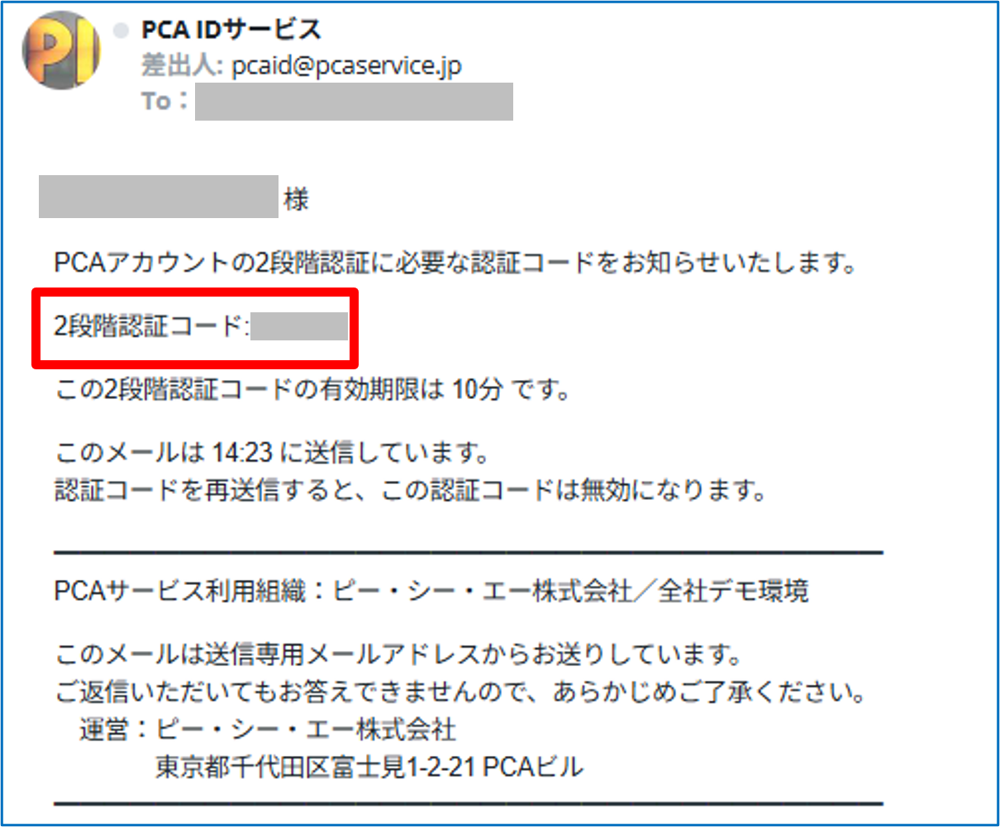 PI
PCA IDサービス
差出人: pcaid@pcaservice.jp
To：
様
PCAアカウントの2段階認証に必要な認証コードをお知らせいたします。
2段階認証コード:
この2段階認証コードの有効期限は 10分 です。
このメールは 14:23 に送信しています。
認証コードを再送信すると、この認証コードは無効になります。
PCAサービス利用組織：ピー・シー・エー株式会社／全社デモ環境
このメールは送信専用メールアドレスからお送りしています。
ご返信いただいてもお答えできませんので、あらかじめご了承ください。
運営：ピー・シー・エー株式会社
東京都千代田区富士見1-2-21 PCAビル